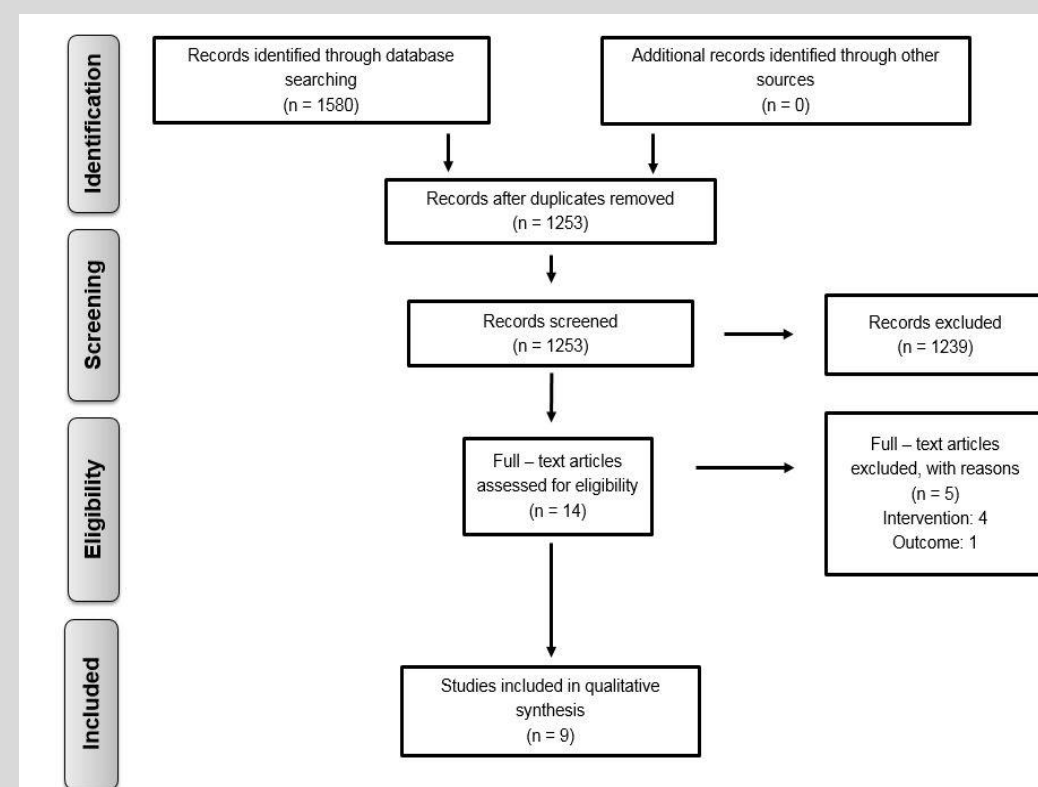 Identification
Records identified through database
searching
(n = 1580)
Additional records identified through other
sources
(n = 0)
Records after duplicates removed
(n = 1253)
Screening
Records screened
(n = 1253)
Records excluded
(n = 1239)
Eligibility
Full – text articles
assessed for eligibility
(n = 14)
Full – text articles
excluded, with reasons
(n = 5)
Intervention: 4
Outcome: 1
Included
Studies included in qualitative
synthesis
(n = 9)